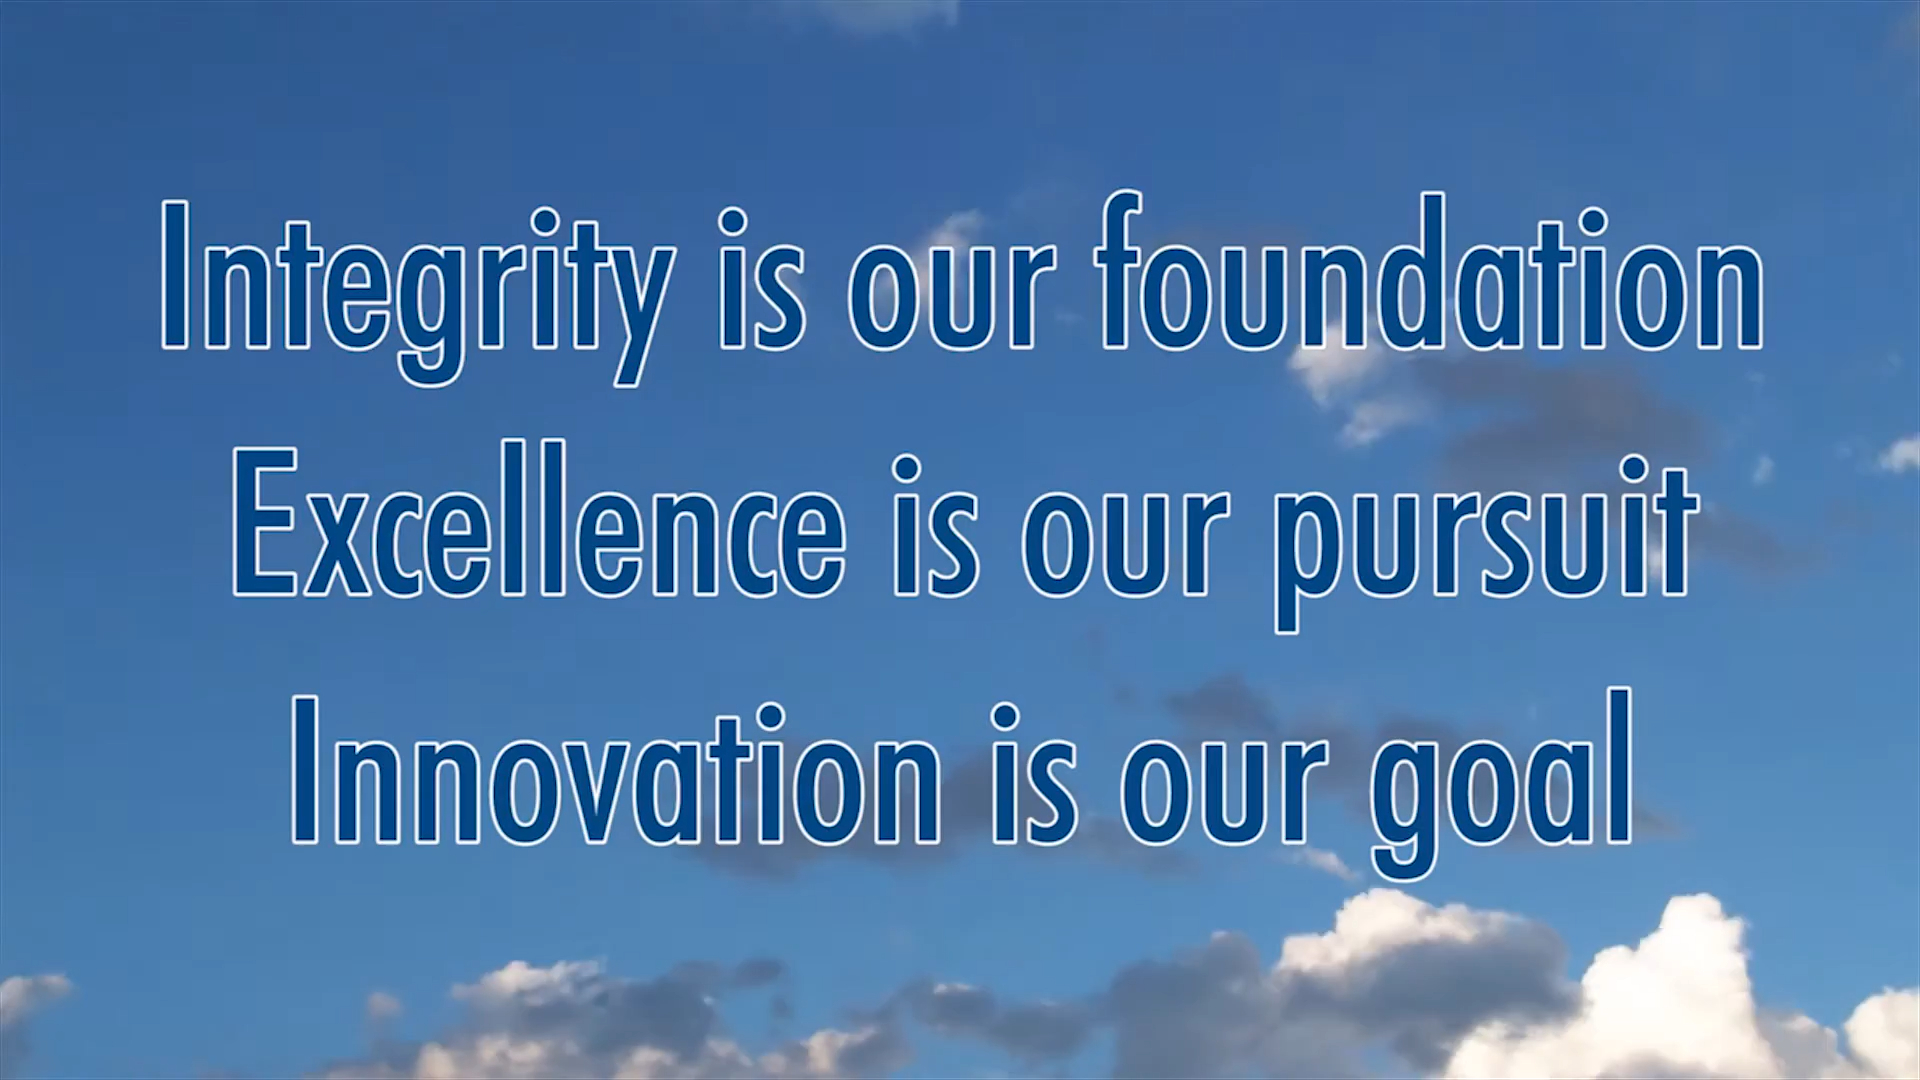 Integrity is our foundation
Excellence is our pursuit
Innovation is our goal